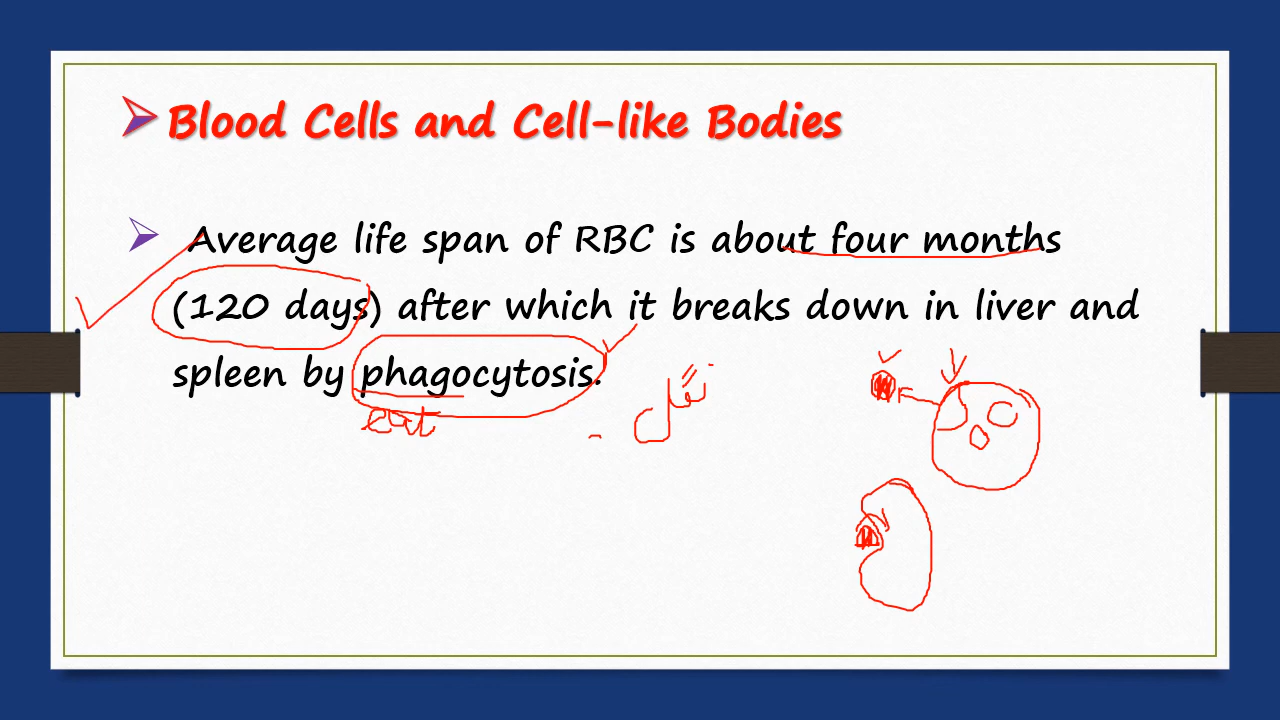 Blood Cells and Cell-like Bodies
Average life span of RBC is about four months
(120 days) after which it breaks down in liver and
spleen by phagocytosis.
eat